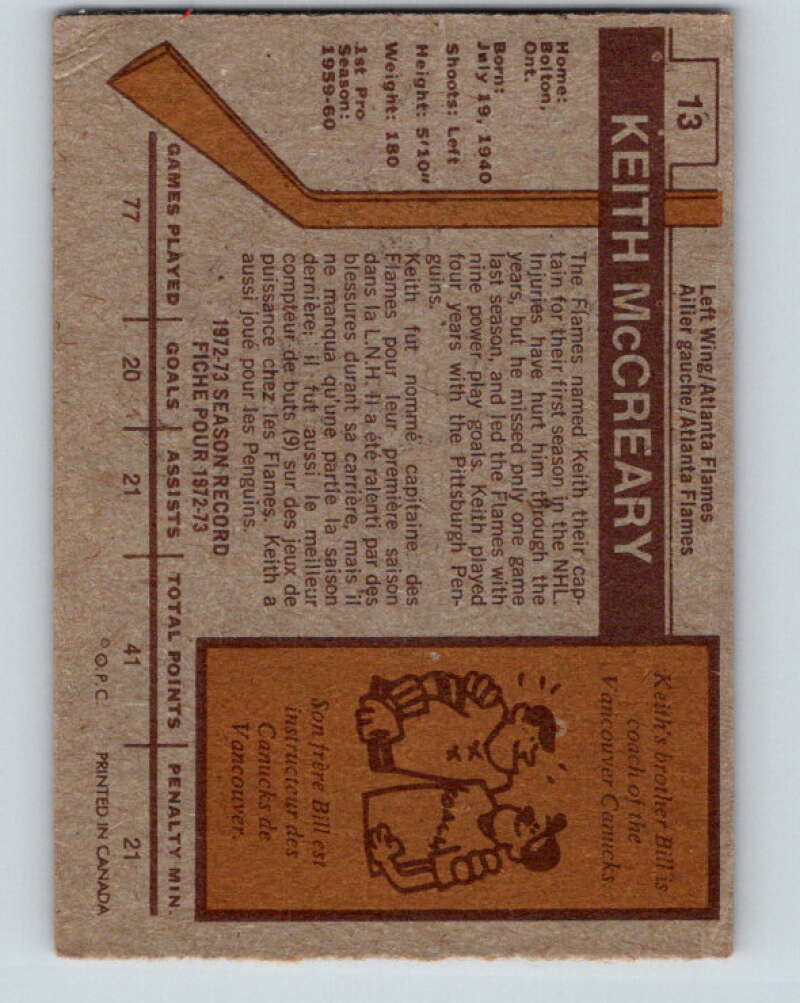 13
KEITH McCREARY
Left Wing/Atlanta Flames
Ailier gauche/Atlanta Flames
Home:
Bolton,
Ont.
Born:
July 19, 1940
Shoots: Left
Height: 5'10"
Weight: 180
1st Pro
Season:
1959-60
The Flames named Keith their cap-
tain for their first season in the NHL.
Injuries have hurt him through the
years, but he missed only one game
last season, and led the Flames with
nine power play goals. Keith played
four years with the Pittsburgh Pen-
guins.
Keith fut nommé capitaine des
Flames pour leur première saison
dans la L.N.H. Il a été ralenti par des
blessures durant sa carrière, mais il
ne manqua qu'une partie la saison
dernière; il fut aussi le meilleur
compteur de buts (9) sur des jeux de
puissance chez les Flames. Keith a
aussi joué pour les Penguins.
Keith's brother Bill is
coach of the
Vancouver Canucks.
COACH
Son frère Bill est
instructeur des
Canucks de
Vancouver.
1972-73 SEASON RECORD
FICHE POUR 1972-73
GAMES PLAYED GOALS ASSISTS TOTAL POINTS PENALTY MIN.
77 20 21 41 21
© O.P.C. PRINTED IN CANADA